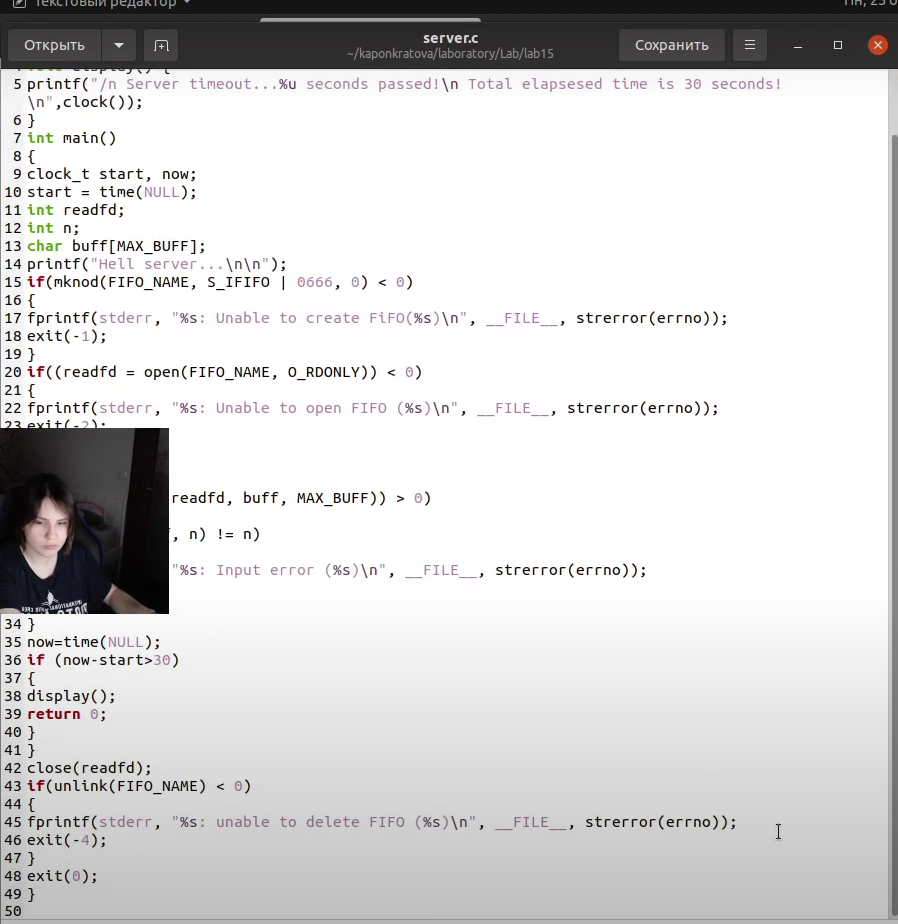 Текстовый редактор
Пн, 23
Открыть
server.c
~/kaponkratova/laboratory/Lab/lab15
Сохранить
4 void display() {
5 printf("/n Server timeout...%u seconds passed!\n Total elapsesed time is 30 seconds!
\n",clock());
6 }
7 int main()
8 {
9 clock_t start, now;
10 start = time(NULL);
11 int readfd;
12 int n;
13 char buff[MAX_BUFF];
14 printf("Hell server...\n\n");
15 if(mknod(FIFO_NAME, S_IFIFO | 0666, 0) < 0)
16 {
17 fprintf(stderr, "%s: Unable to create FiFO(%s)\n", __FILE__, strerror(errno));
18 exit(-1);
19 }
20 if((readfd = open(FIFO_NAME, O_RDONLY)) < 0)
21 {
22 fprintf(stderr, "%s: Unable to open FIFO (%s)\n", __FILE__, strerror(errno));
23 exit(-2);
readfd, buff, MAX_BUFF)) > 0)
, n) != n)
"%s: Input error (%s)\n", __FILE__, strerror(errno));
34 }
35 now=time(NULL);
36 if (now-start>30)
37 {
38 display();
39 return 0;
40 }
41 }
42 close(readfd);
43 if(unlink(FIFO_NAME) < 0)
44 {
45 fprintf(stderr, "%s: unable to delete FIFO (%s)\n", __FILE__, strerror(errno));
46 exit(-4);
47 }
48 exit(0);
49 }
50